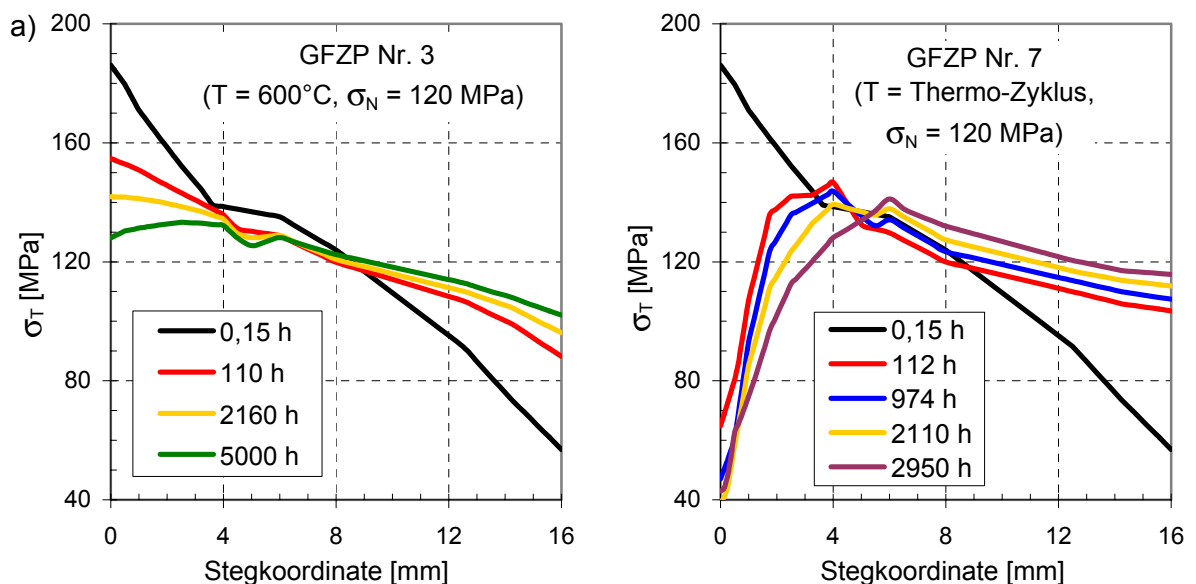 a)
200
160
120
80
40
σT [MPa]
GFZP Nr. 3
(T = 600°C, σN = 120 MPa)
0,15 h
110 h
2160 h
5000 h
0 4 8 12 16
Stegkoordinate [mm]
200
160
120
80
40
σT [MPa]
GFZP Nr. 7
(T = Thermo-Zyklus,
σN = 120 MPa)
0,15 h
112 h
974 h
2110 h
2950 h
0 4 8 12 16
Stegkoordinate [mm]